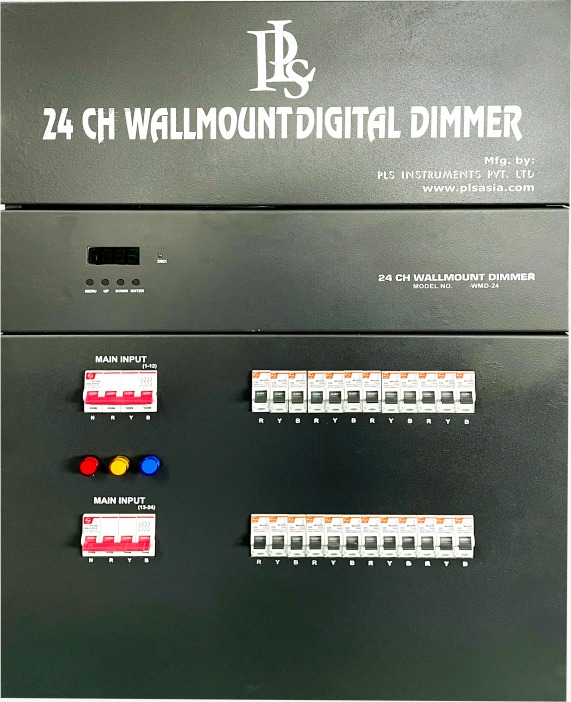 PLS
24 CH WALLMOUNT DIGITAL DIMMER
Mfg. by:
PLS INSTRUMENTS PVT. LTD
www.plsasia.com
DMX
MENU UP DOWN ENTER
24 CH WALLMOUNT DIMMER
MODEL NO. -WMD-24
MAIN INPUT
(1-12)
N R Y B
R Y B R Y B R Y B R Y B
MAIN INPUT
(13-24)
N R Y B
R Y B R Y B R Y B R Y B